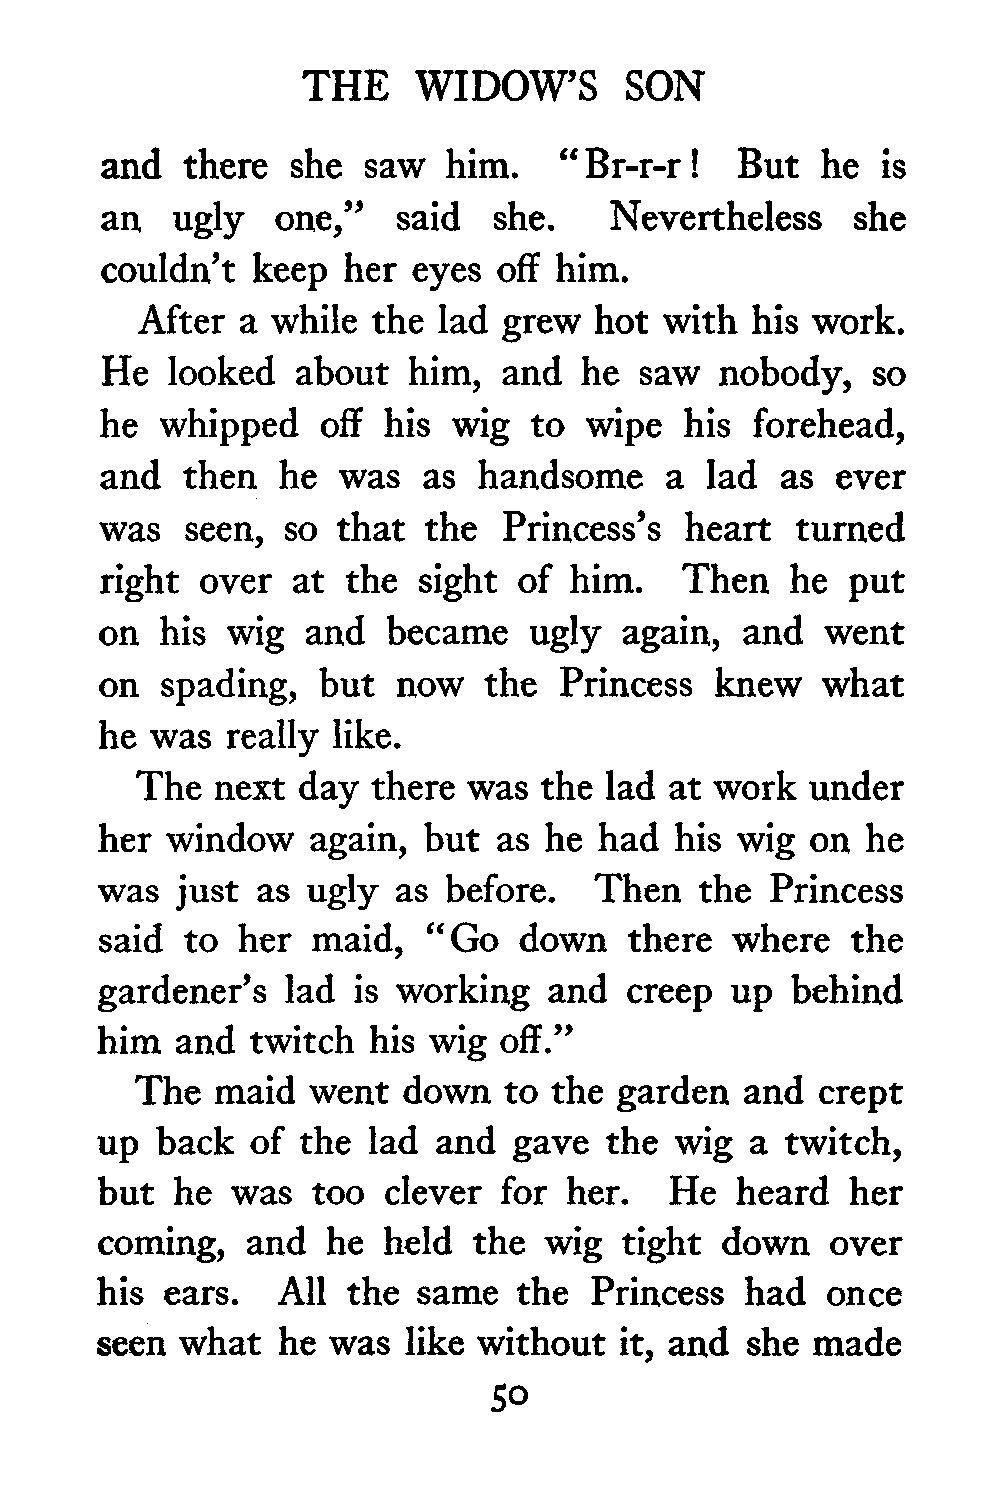 THE WIDOW'S SON
and there she saw him. "Br-r-r! But he is
an ugly one," said she. Nevertheless she
couldn't keep her eyes off him.
After a while the lad grew hot with his work.
He looked about him, and he saw nobody, so
he whipped off his wig to wipe his forehead,
and then he was as handsome a lad as ever
was seen, so that the Princess's heart turned
right over at the sight of him. Then he put
on his wig and became ugly again, and went
on spading, but now the Princess knew what
he was really like.
The next day there was the lad at work under
her window again, but as he had his wig on he
was just as ugly as before. Then the Princess
said to her maid, "Go down there where the
gardener's lad is working and creep up behind
him and twitch his wig off."
The maid went down to the garden and crept
up back of the lad and gave the wig a twitch,
but he was too clever for her. He heard her
coming, and he held the wig tight down over
his ears. All the same the Princess had once
seen what he was like without it, and she made
50